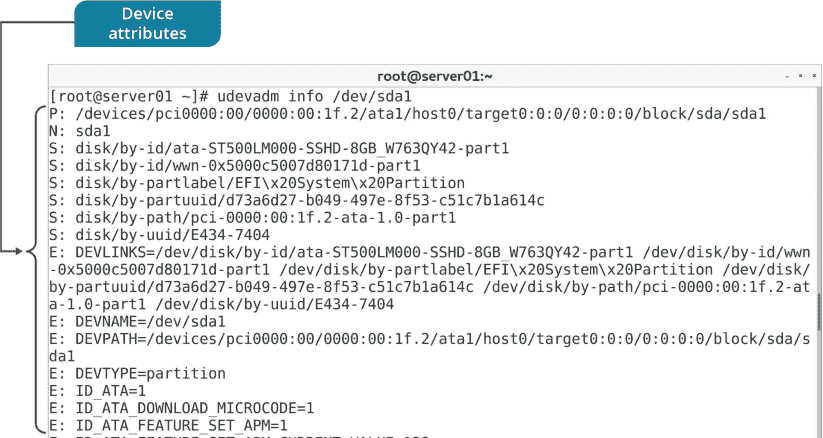 Device
attributes
root@server01:~
[root@server01 ~]# udevadm info /dev/sda1
P: /devices/pci0000:00/0000:00:1f.2/ata1/host0/target0:0:0/0:0:0:0/block/sda/sda1
N: sda1
S: disk/by-id/ata-ST500LM000-SSHD-8GB_W763QY42-part1
S: disk/by-id/wwn-0x5000c5007d80171d-part1
S: disk/by-partlabel/EFI\x20System\x20Partition
S: disk/by-partuuid/d73a6d27-b049-497e-8f53-c51c7b1a614c
S: disk/by-path/pci-0000:00:1f.2-ata-1.0-part1
S: disk/by-uuid/E434-7404
E: DEVLINKS=/dev/disk/by-id/ata-ST500LM000-SSHD-8GB_W763QY42-part1 /dev/disk/by-id/wwn
-0x5000c5007d80171d-part1 /dev/disk/by-partlabel/EFI\x20System\x20Partition /dev/disk/
by-partuuid/d73a6d27-b049-497e-8f53-c51c7b1a614c /dev/disk/by-path/pci-0000:00:1f.2-at
a-1.0-part1 /dev/disk/by-uuid/E434-7404
E: DEVNAME=/dev/sda1
E: DEVPATH=/devices/pci0000:00/0000:00:1f.2/ata1/host0/target0:0:0/0:0:0:0/block/sda/s
da1
E: DEVTYPE=partition
E: ID_ATA=1
E: ID_ATA_DOWNLOAD_MICROCODE=1
E: ID_ATA_FEATURE_SET_APM=1